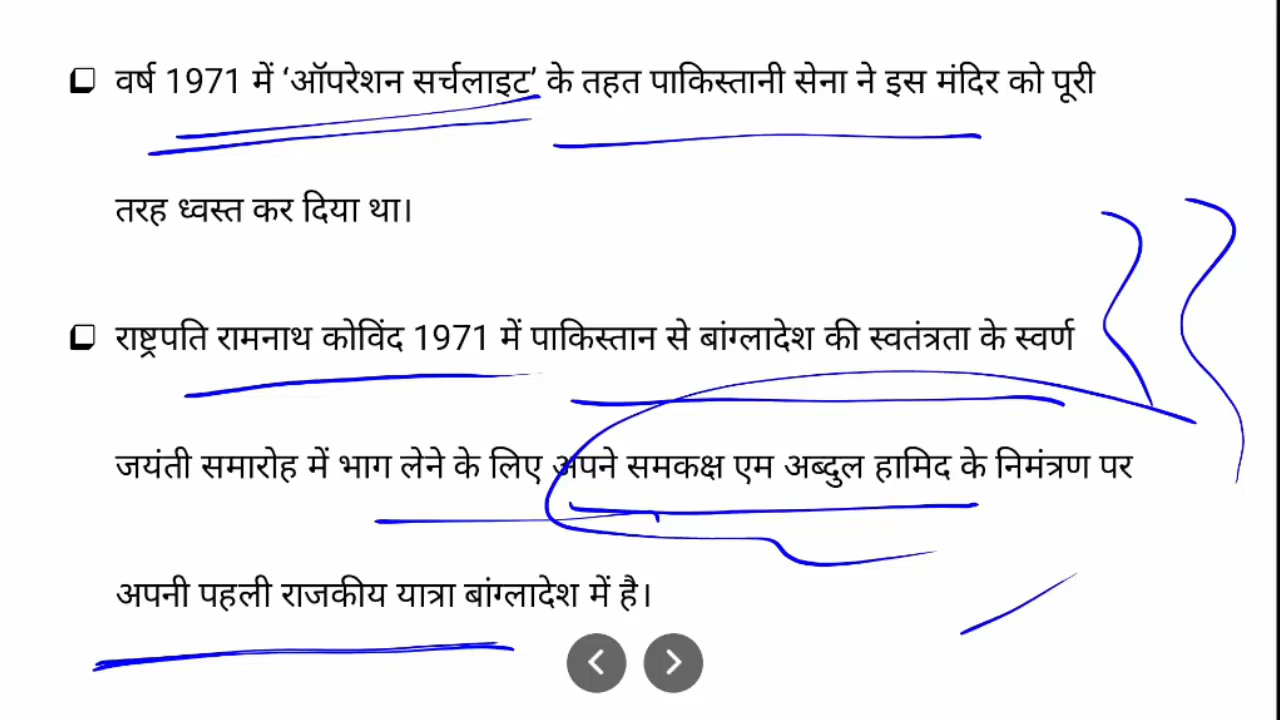 ❑ वर्ष 1971 में ‘ऑपरेशन सर्चलाइट’ के तहत पाकिस्तानी सेना ने इस मंदिर को पूरी
तरह ध्वस्त कर दिया था।
❑ राष्ट्रपति रामनाथ कोविंद 1971 में पाकिस्तान से बांग्लादेश की स्वतंत्रता के स्वर्ण
जयंती समारोह में भाग लेने के लिए अपने समकक्ष एम अब्दुल हामिद के निमंत्रण पर
अपनी पहली राजकीय यात्रा बांग्लादेश में है।